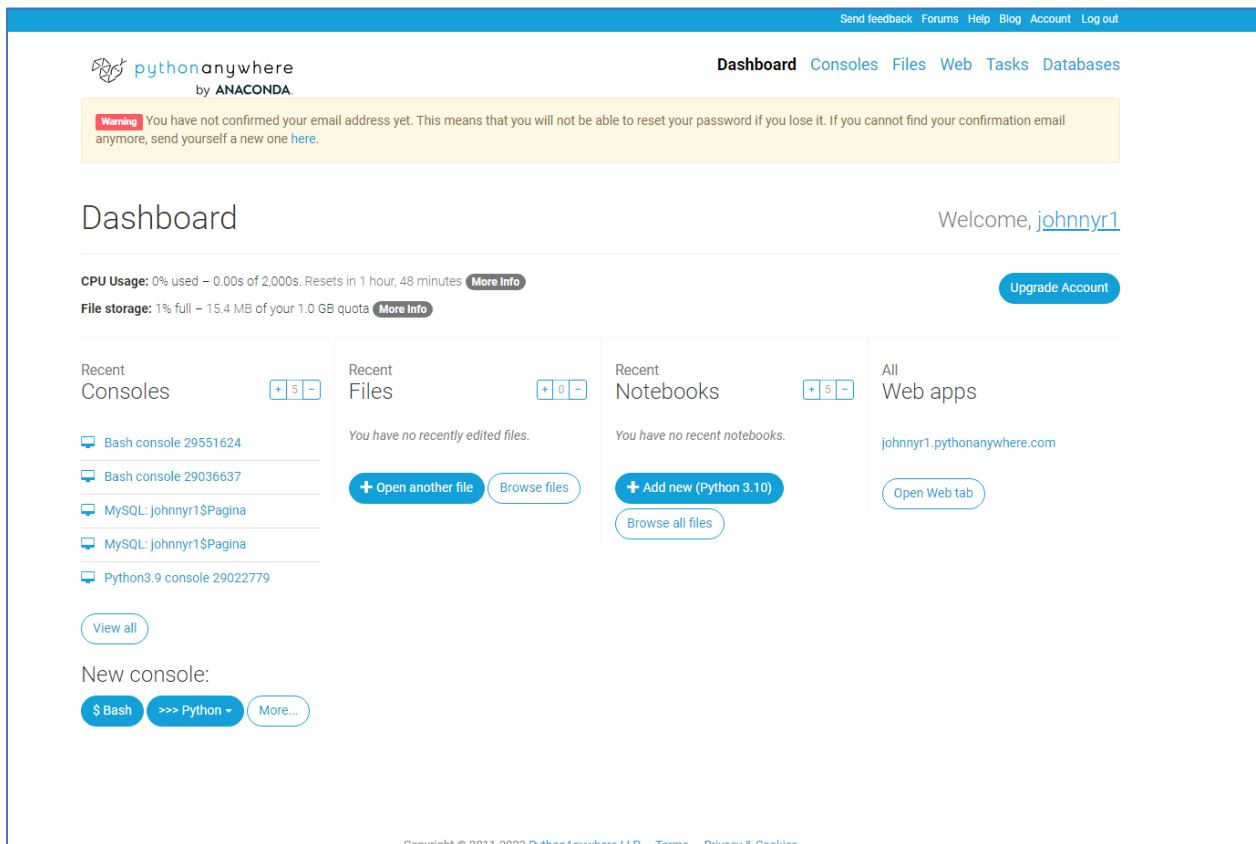 Send feedback Forums Help Blog Account Log out
pythonanywhere
by ANACONDA.
Dashboard Consoles Files Web Tasks Databases
Warning You have not confirmed your email address yet. This means that you will not be able to reset your password if you lose it. If you cannot find your confirmation email
anymore, send yourself a new one here.
Dashboard
Welcome, johnnyr1
CPU Usage: 0% used – 0.00s of 2,000s. Resets in 1 hour, 48 minutes More Info
File storage: 1% full – 15.4 MB of your 1.0 GB quota More Info
Upgrade Account
Recent
Consoles
+ 5 -
Bash console 29551624
Bash console 29036637
MySQL: johnnyr1$Pagina
MySQL: johnnyr1$Pagina
Python3.9 console 29022779
View all
New console:
$ Bash >>> Python More...
Recent
Files
+ 0 -
You have no recently edited files.
+ Open another file Browse files
Recent
Notebooks
+ 5 -
You have no recent notebooks.
+ Add new (Python 3.10)
Browse all files
All
Web apps
johnnyr1.pythonanywhere.com
Open Web tab
Copyright © 2011-2023 PythonAnywhere LLP Terms Privacy & Cookies